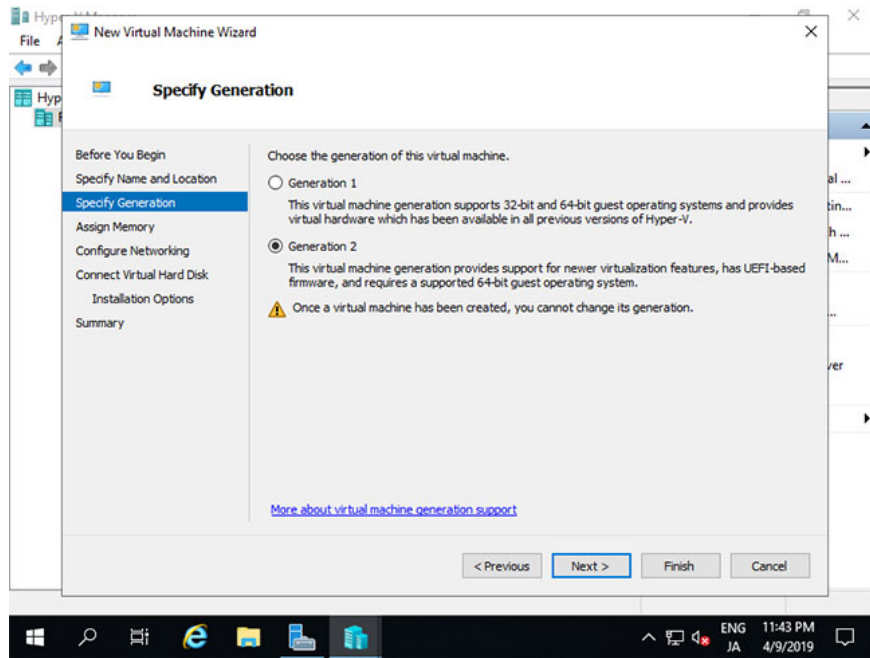 Hype
File
New Virtual Machine Wizard
Specify Generation
Hyp
Before You Begin
Specify Name and Location
Specify Generation
Assign Memory
Configure Networking
Connect Virtual Hard Disk
Installation Options
Summary
Choose the generation of this virtual machine.
Generation 1
This virtual machine generation supports 32-bit and 64-bit guest operating systems and provides
virtual hardware which has been available in all previous versions of Hyper-V.
Generation 2
This virtual machine generation provides support for newer virtualization features, has UEFI-based
firmware, and requires a supported 64-bit guest operating system.
Once a virtual machine has been created, you cannot change its generation.
More about virtual machine generation support
< Previous
Next >
Finish
Cancel
al ...
tin...
h ...
M...
...
ver
ENG
JA
11:43 PM
4/9/2019